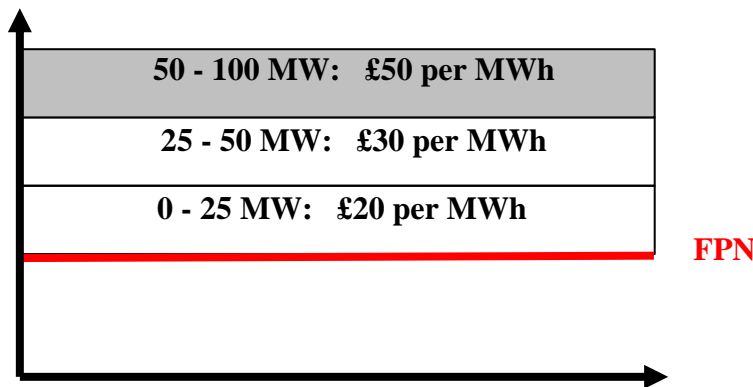 50 - 100 MW: £50 per MWh
25 - 50 MW: £30 per MWh
0 - 25 MW: £20 per MWh
FPN